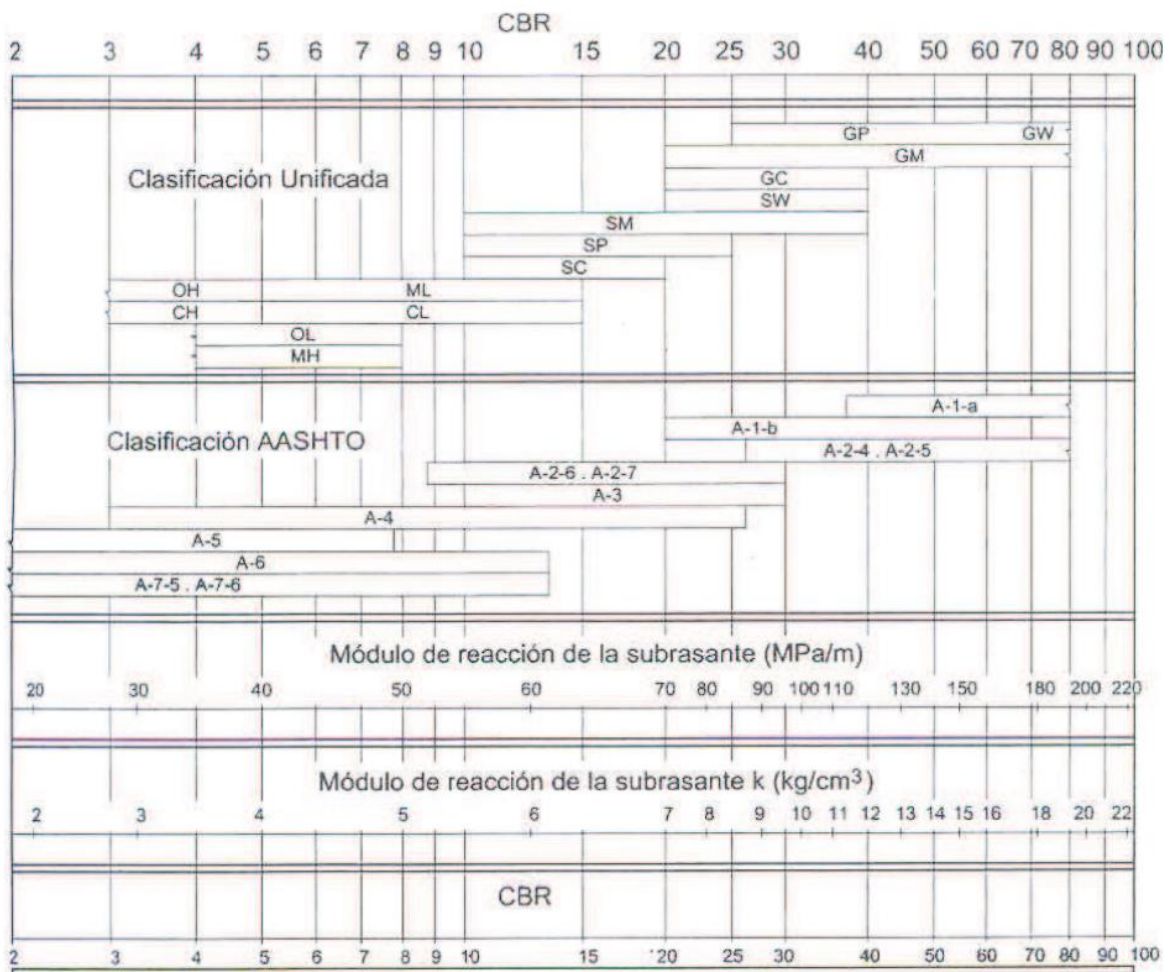 CBR
2 3 4 5 6 7 8 9 10 15 20 25 30 40 50 60 70 80 90 100
GP GW
Clasificación Unificada
GM
GC
SW
SM
SP
SC
OH ML
CH CL
OL
MH
A-1-a
Clasificación AASHTO
A-1-b
A-2-4 . A-2-5
A-2-6 . A-2-7
A-3
A-4
A-5
A-6
A-7-5 . A-7-6
Módulo de reacción de la subrasante (MPa/m)
20 30 40 50 60 70 80 90 100 110 130 150 180 200 220
Módulo de reacción de la subrasante k (kg/cm³)
2 3 4 5 6 7 8 9 10 11 12 13 14 15 16 18 20 22
CBR
2 3 4 5 6 7 8 9 10 15 20 25 30 40 50 60 70 80 90 100